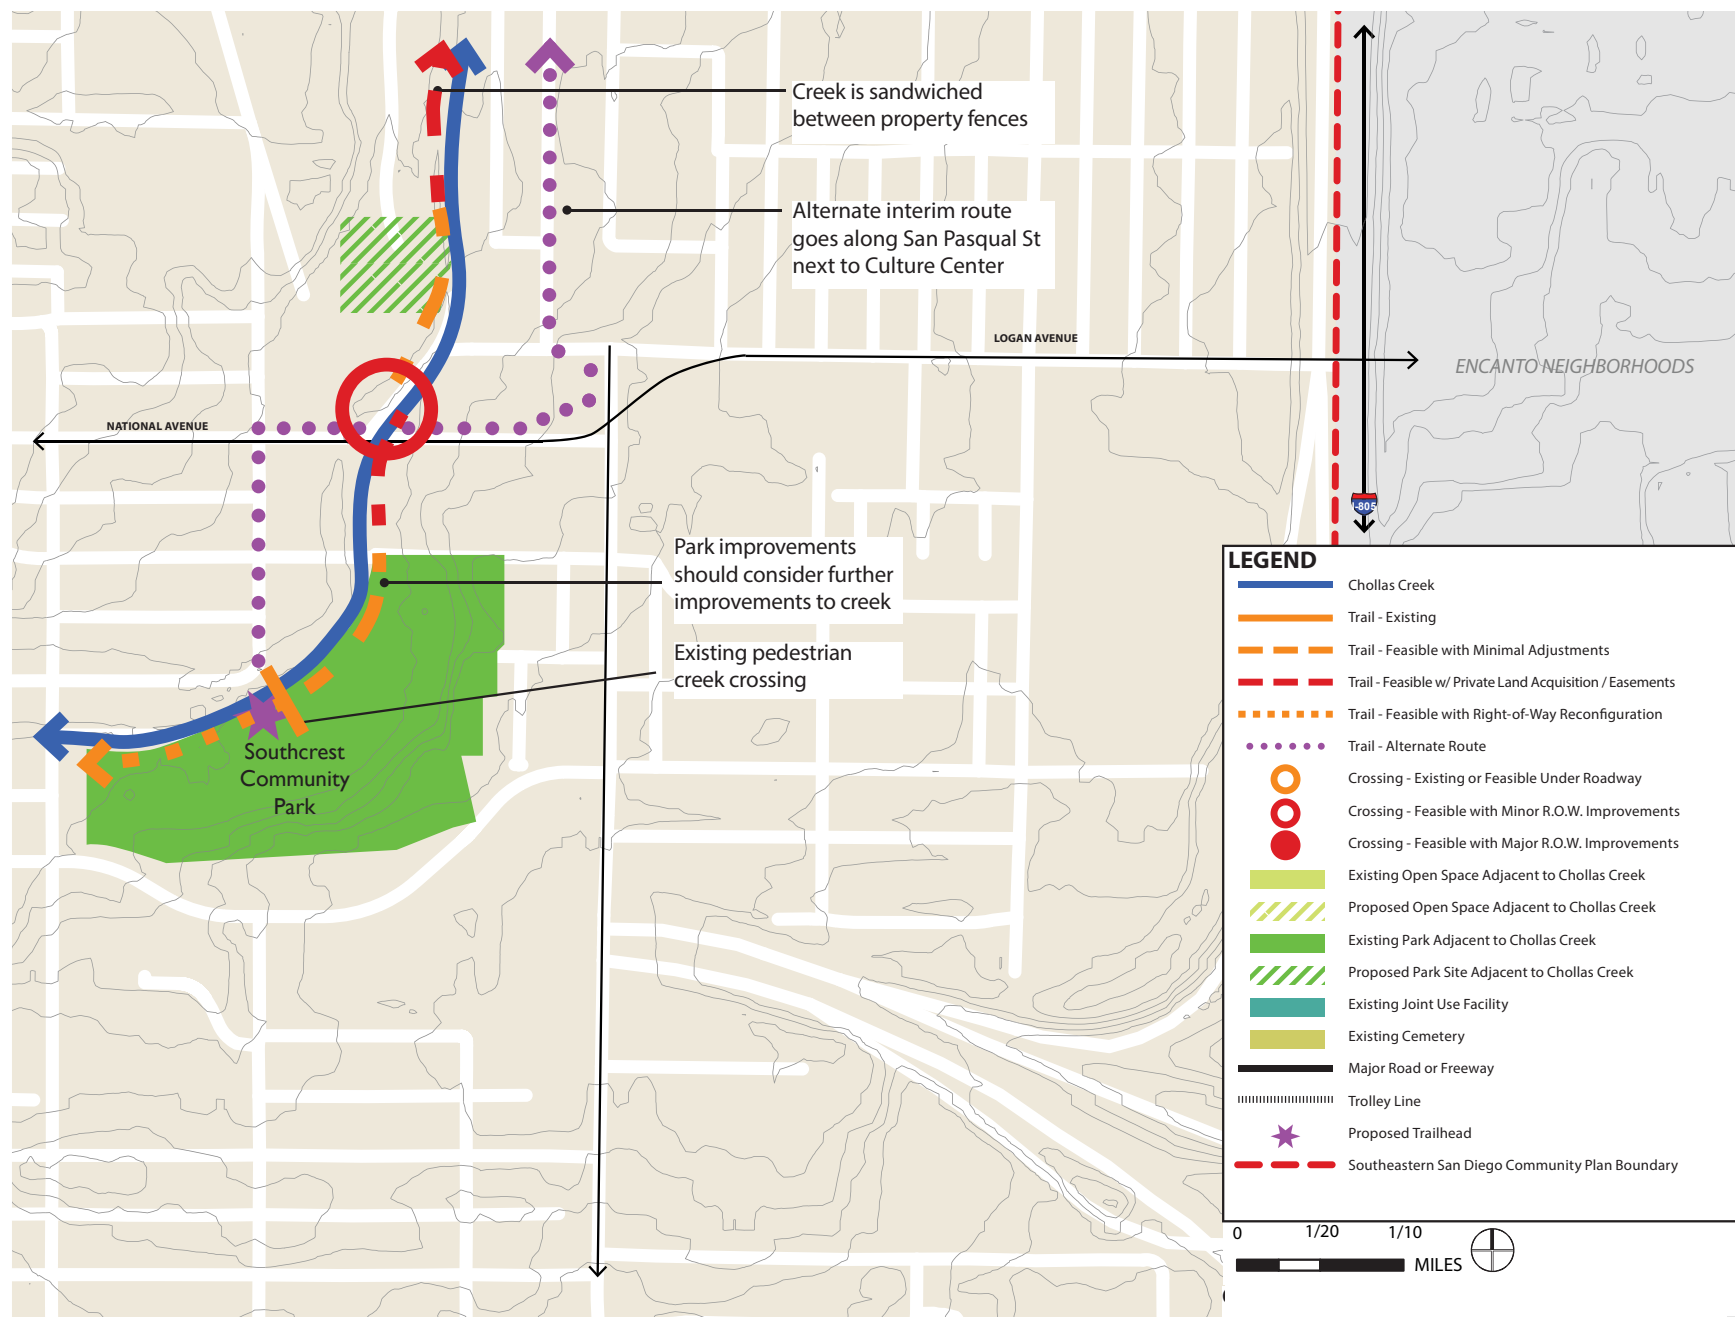 Creek is sandwiched
between property fences
Alternate interim route
goes along San Pasqual St
next to Culture Center
LOGAN AVENUE
ENCANTO NEIGHBORHOODS
NATIONAL AVENUE
I-805
Park improvements
should consider further
improvements to creek
Existing pedestrian
creek crossing
Southcrest
Community
Park
LEGEND
Chollas Creek
Trail - Existing
Trail - Feasible with Minimal Adjustments
Trail - Feasible w/ Private Land Acquisition / Easements
Trail - Feasible with Right-of-Way Reconfiguration
Trail - Alternate Route
Crossing - Existing or Feasible Under Roadway
Crossing - Feasible with Minor R.O.W. Improvements
Crossing - Feasible with Major R.O.W. Improvements
Existing Open Space Adjacent to Chollas Creek
Proposed Open Space Adjacent to Chollas Creek
Existing Park Adjacent to Chollas Creek
Proposed Park Site Adjacent to Chollas Creek
Existing Joint Use Facility
Existing Cemetery
Major Road or Freeway
Trolley Line
Proposed Trailhead
Southeastern San Diego Community Plan Boundary
0 1/20 1/10
MILES